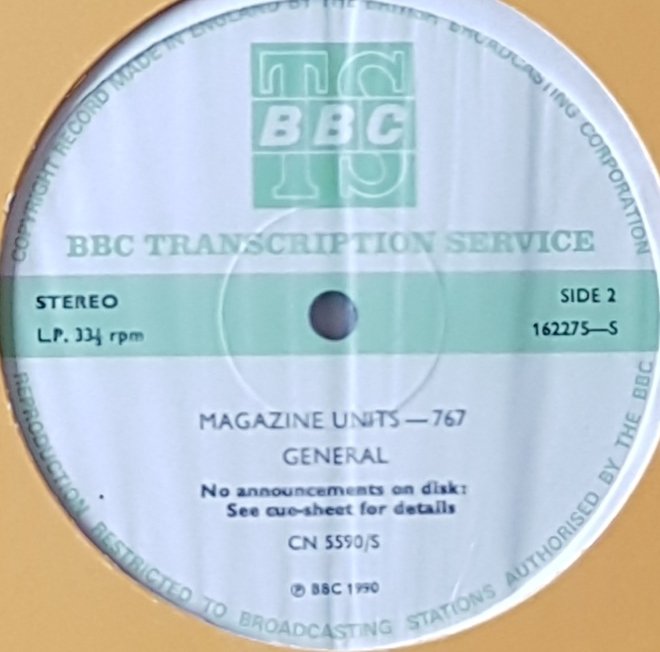 COPYRIGHT RECORD MADE IN ENGLAND BY THE BRITISH BROADCASTING CORPORATION
TS
BBC
BBC TRANSCRIPTION SERVICE
STEREO
SIDE 2
L.P. 33⅓ rpm
162275—S
MAGAZINE UNITS — 767
GENERAL
No announcements on disk:
See cue-sheet for details
CN 5590/S
℗ BBC 1990
REPRODUCTION RESTRICTED TO BROADCASTING STATIONS AUTHORISED BY THE BBC